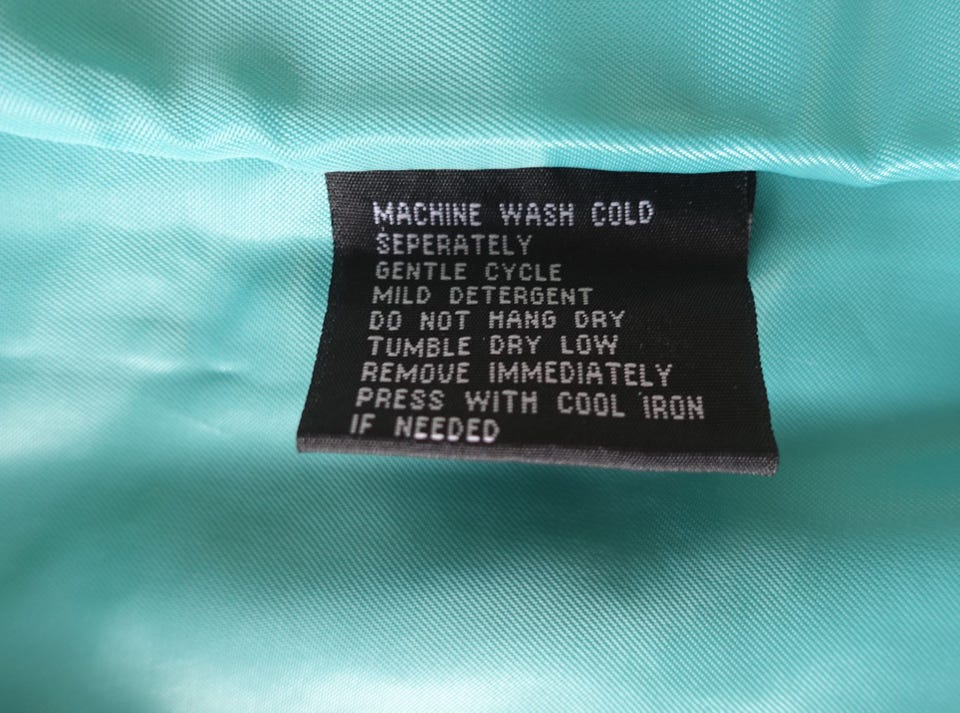 MACHINE WASH COLD
SEPERATELY
GENTLE CYCLE
MILD DETERGENT
DO NOT HANG DRY
TUMBLE DRY LOW
REMOVE IMMEDIATELY
PRESS WITH COOL IRON
IF NEEDED